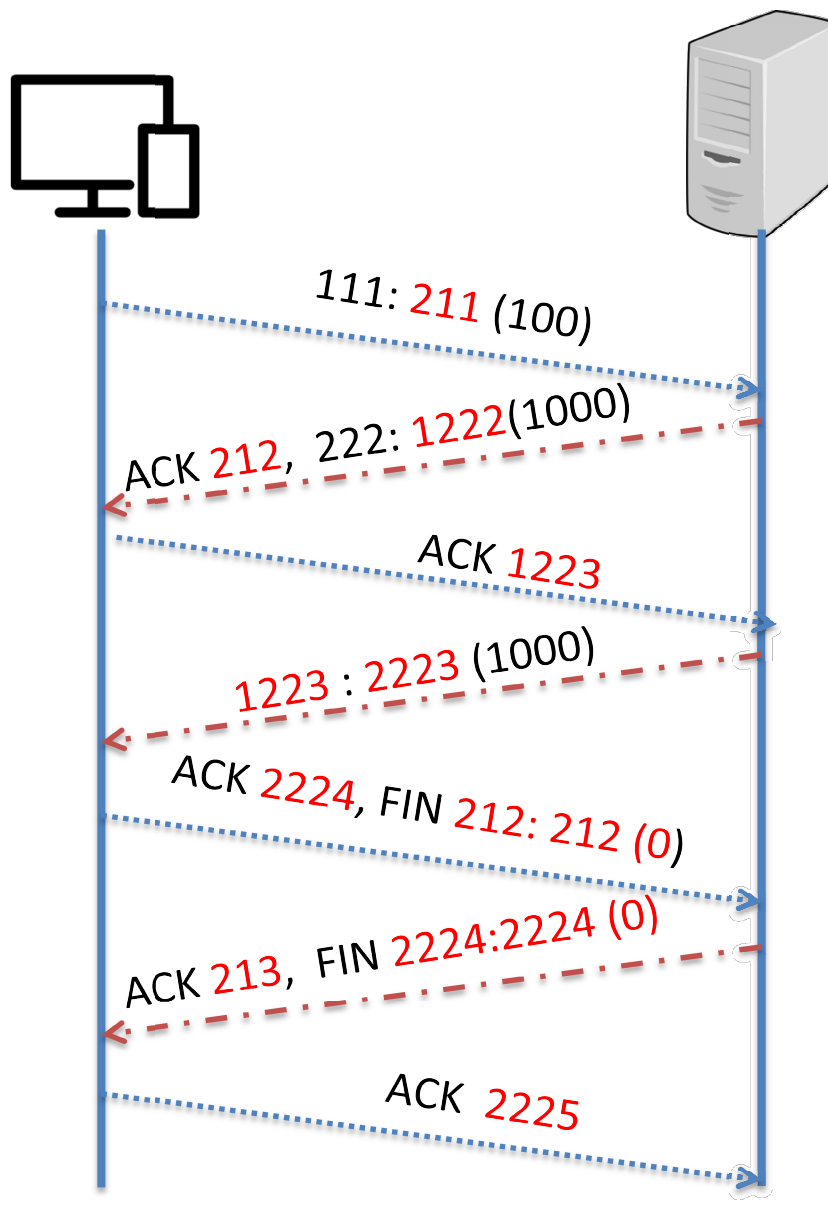 111: 211 (100)
ACK 212, 222: 1222(1000)
ACK 1223
1223 : 2223 (1000)
ACK 2224, FIN 212: 212 (0)
ACK 213, FIN 2224:2224 (0)
ACK 2225